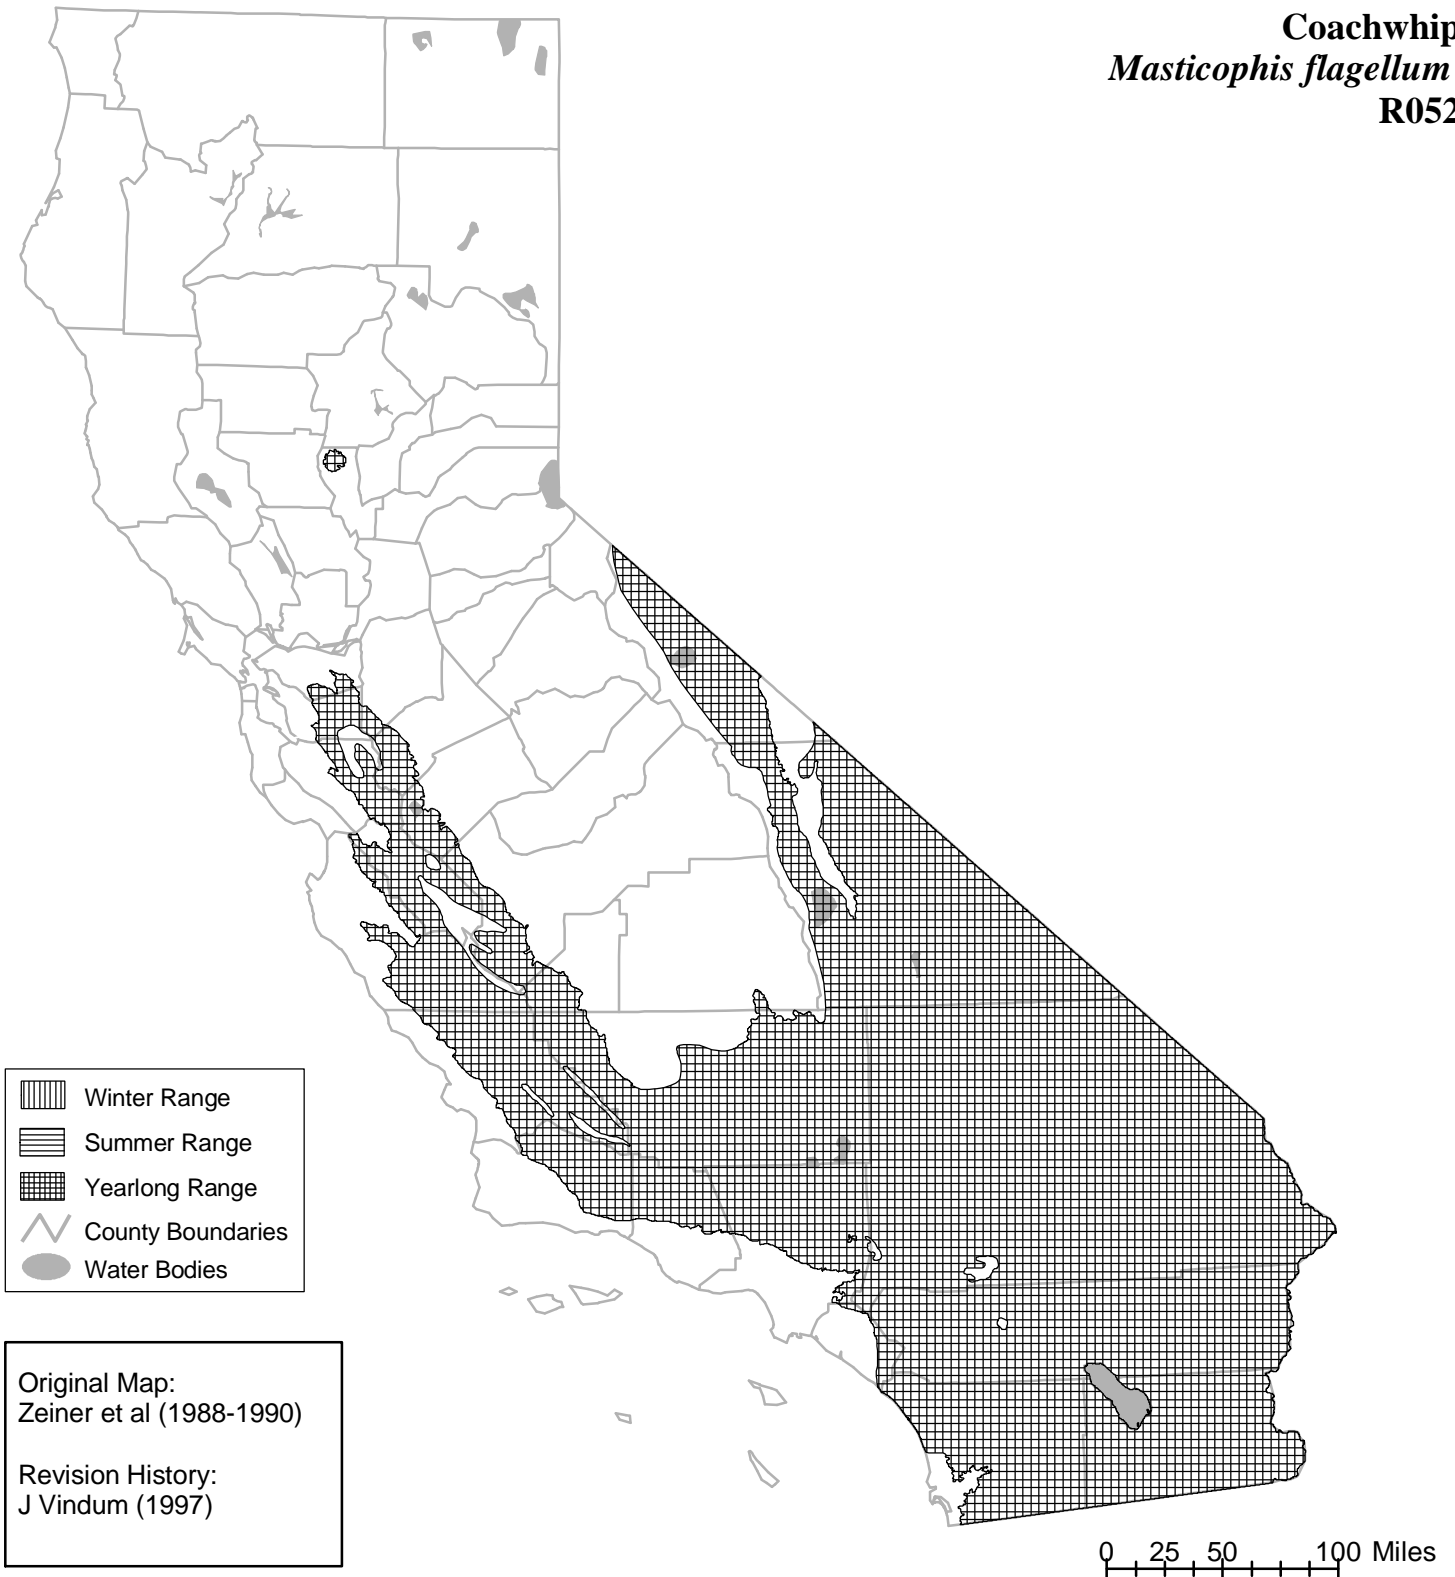 Coachwhip
Masticophis flagellum
R052
Winter Range
Summer Range
Yearlong Range
County Boundaries
Water Bodies
Original Map:
Zeiner et al (1988-1990)
Revision History:
J Vindum (1997)
0 25 50 100 Miles